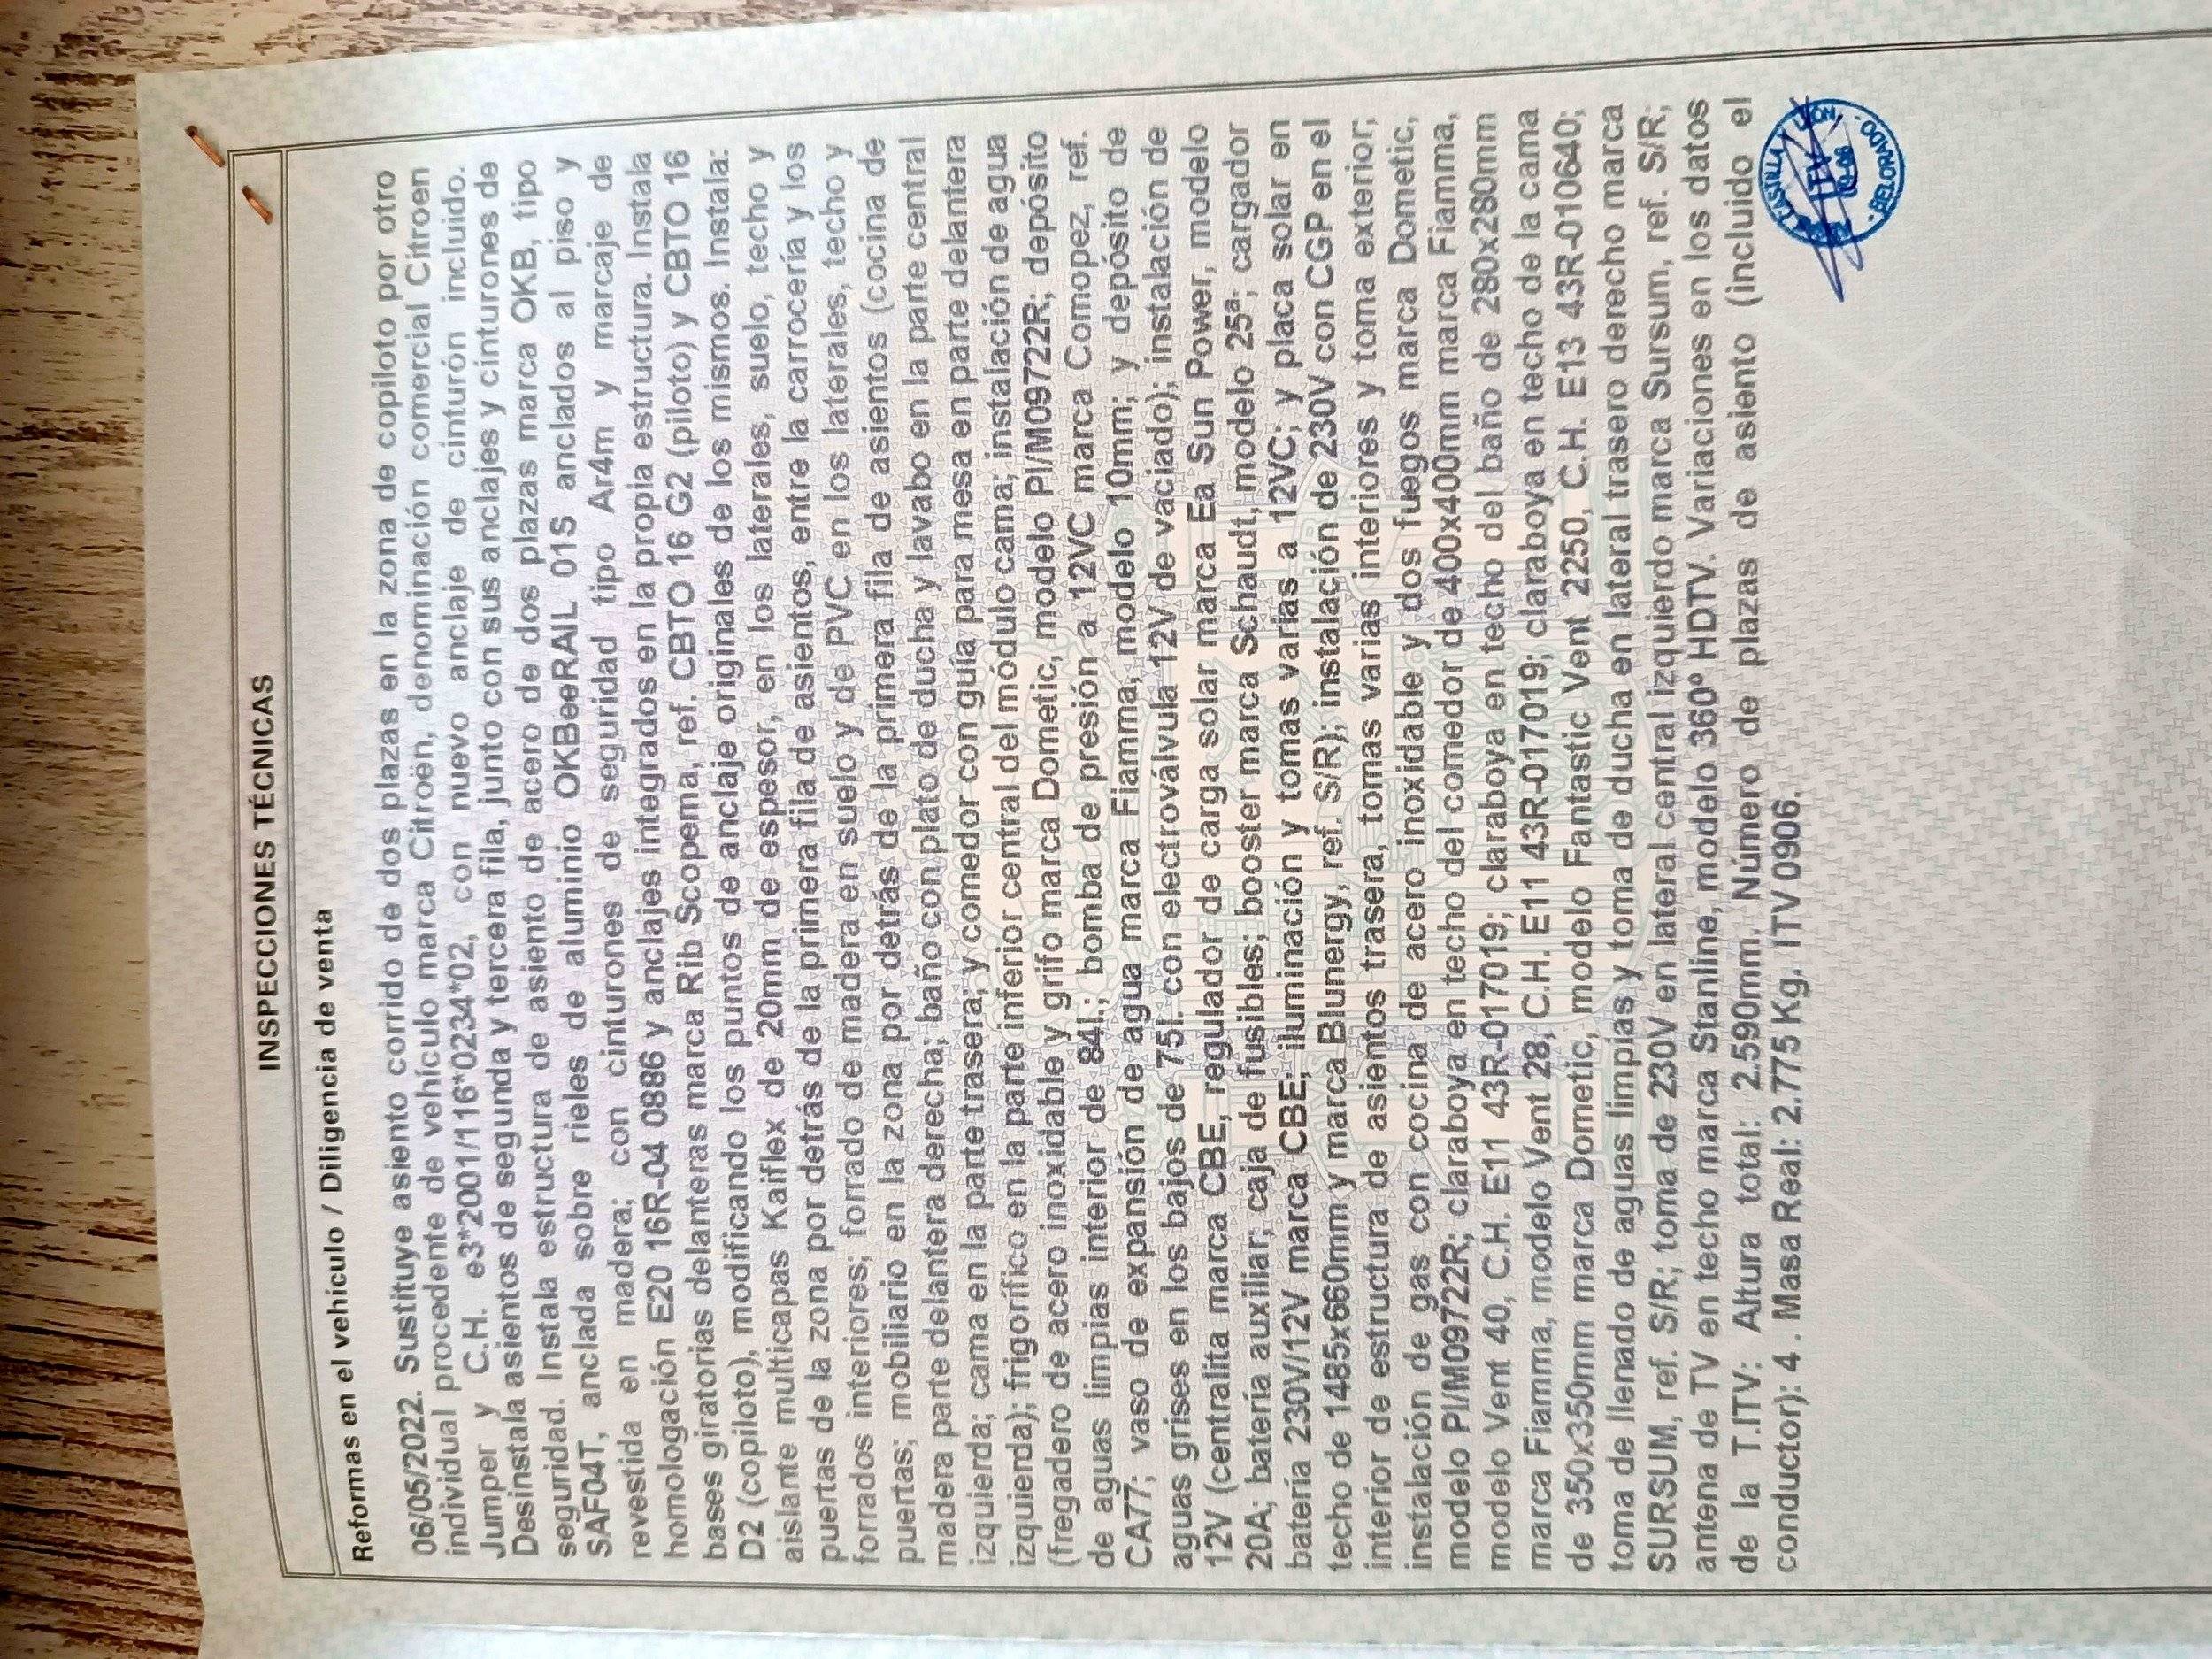 INSPECCIONES TÉCNICAS
Reformas en el vehículo / Diligencia de venta
06/05/2022. Sustituye asiento corrido de dos plazas en la zona de copiloto por otro
individual procedente de vehículo marca Citroën, denominación comercial Citroen
Jumper y C.H. e3*2001/116*0234*02, con nuevo anclaje de cinturón incluido.
Desinstala asientos de segunda y tercera fila, junto con sus anclajes y cinturones de
seguridad. Instala estructura de asiento de acero de dos plazas marca OKB, tipo
SAF04T, anclada sobre rieles de aluminio OKBeeRAIL 01S anclados al piso y
revestida en madera; con cinturones de seguridad tipo Ar4m y marcaje de
homologación E20 16R-04 0886 y anclajes integrados en la propia estructura. Instala
bases giratorias delanteras marca Rib Scopema, ref. CBTO 16 G2 (piloto) y CBTO 16
D2 (copiloto), modificando los puntos de anclaje originales de los mismos. Instala:
aislante multicapas Kaiflex de 20mm de espesor, en los laterales, suelo, techo y
puertas de la zona por detrás de la primera fila de asientos, entre la carrocería y los
forrados interiores; forrado de madera en suelo y de PVC en los laterales, techo y
puertas; mobiliario en la zona por detrás de la primera fila de asientos (cocina de
madera parte delantera derecha; baño con plato de ducha y lavabo en la parte central
izquierda; cama en la parte trasera; y comedor con guía para mesa en parte delantera
izquierda); frigorífico en la parte inferior central del módulo cama; instalación de agua
(fregadero de acero inoxidable y grifo marca Dometic, modelo PI/M09722R; depósito
de aguas limpias interior de 84l.; bomba de presión a 12VC marca Comopez, ref.
CA77; vaso de expansión de agua marca Fiamma, modelo 10mm; y depósito de
aguas grises en los bajos de 75l. con electroválvula 12V de vaciado); instalación de
12V (centralita marca CBE, regulador de carga solar marca Ea Sun Power, modelo
20A; batería auxiliar; caja de fusibles; booster marca Schaudt, modelo 25ª; cargador
batería 230V/12V marca CBE; iluminación y tomas varias a 12VC; y placa solar en
techo de 1485x660mm y marca Blunergy, ref. S/R); instalación de 230V con CGP en el
interior de estructura de asientos trasera, tomas varias interiores y toma exterior;
instalación de gas con cocina de acero inoxidable y dos fuegos marca Dometic,
modelo PI/M09722R; claraboya en techo del comedor de 400x400mm marca Fiamma,
modelo Vent 40, C.H. E11 43R-017019; claraboya en techo del baño de 280x280mm
marca Fiamma, modelo Vent 28, C.H. E11 43R-017019; claraboya en techo de la cama
de 350x350mm marca Dometic, modelo Fantastic Vent 2250, C.H. E13 43R-010640;
toma de llenado de aguas limpias y toma de ducha en lateral trasero derecho marca
SURSUM, ref. S/R; toma de 230V en lateral central izquierdo marca Sursum, ref. S/R;
antena de TV en techo marca Stanline, modelo 360º HDTV. Variaciones en los datos
de la T.ITV: Altura total: 2.590mm. Número de plazas de asiento (incluido el
conductor): 4. Masa Real: 2.775 Kg. ITV 0906.
CASTILLA Y LEÓN
ITV
BELORADO